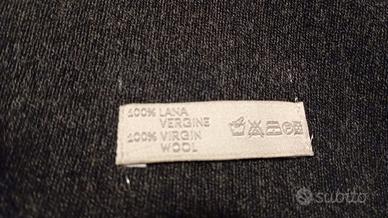 100% LANA
VERGINE
100% VIRGIN
WOOL
subito